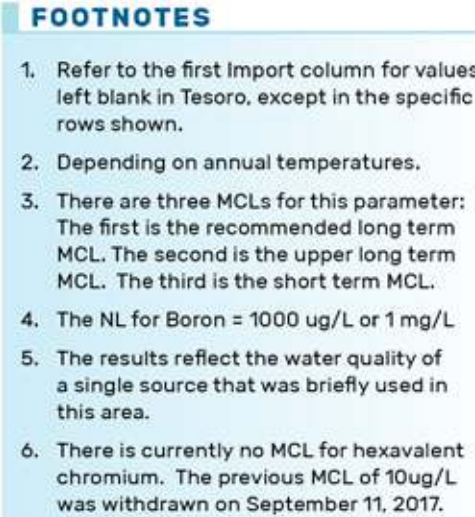 FOOTNOTES
1. Refer to the first Import column for values
left blank in Tesoro, except in the specific
rows shown.
2. Depending on annual temperatures.
3. There are three MCLs for this parameter:
The first is the recommended long term
MCL. The second is the upper long term
MCL. The third is the short term MCL.
4. The NL for Boron = 1000 ug/L or 1 mg/L
5. The results reflect the water quality of
a single source that was briefly used in
this area.
6. There is currently no MCL for hexavalent
chromium. The previous MCL of 10ug/L
was withdrawn on September 11, 2017.